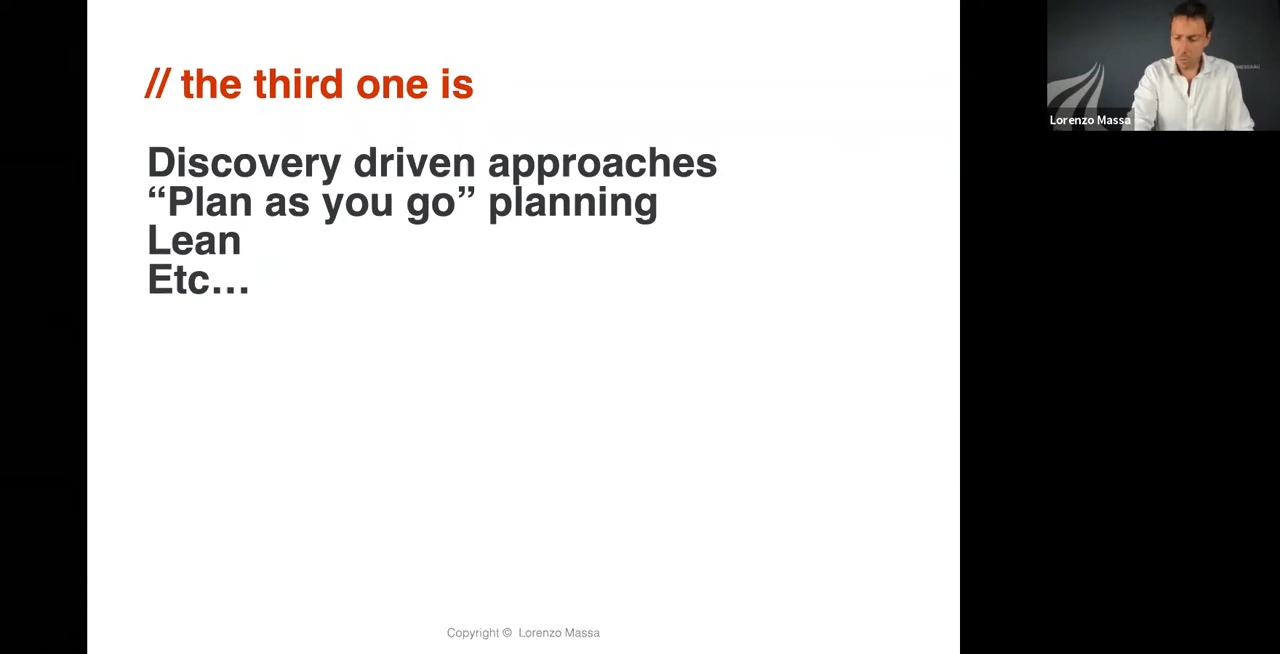 // the third one is
Discovery driven approaches
“Plan as you go” planning
Lean
Etc…
Copyright © Lorenzo Massa
Lorenzo Massa